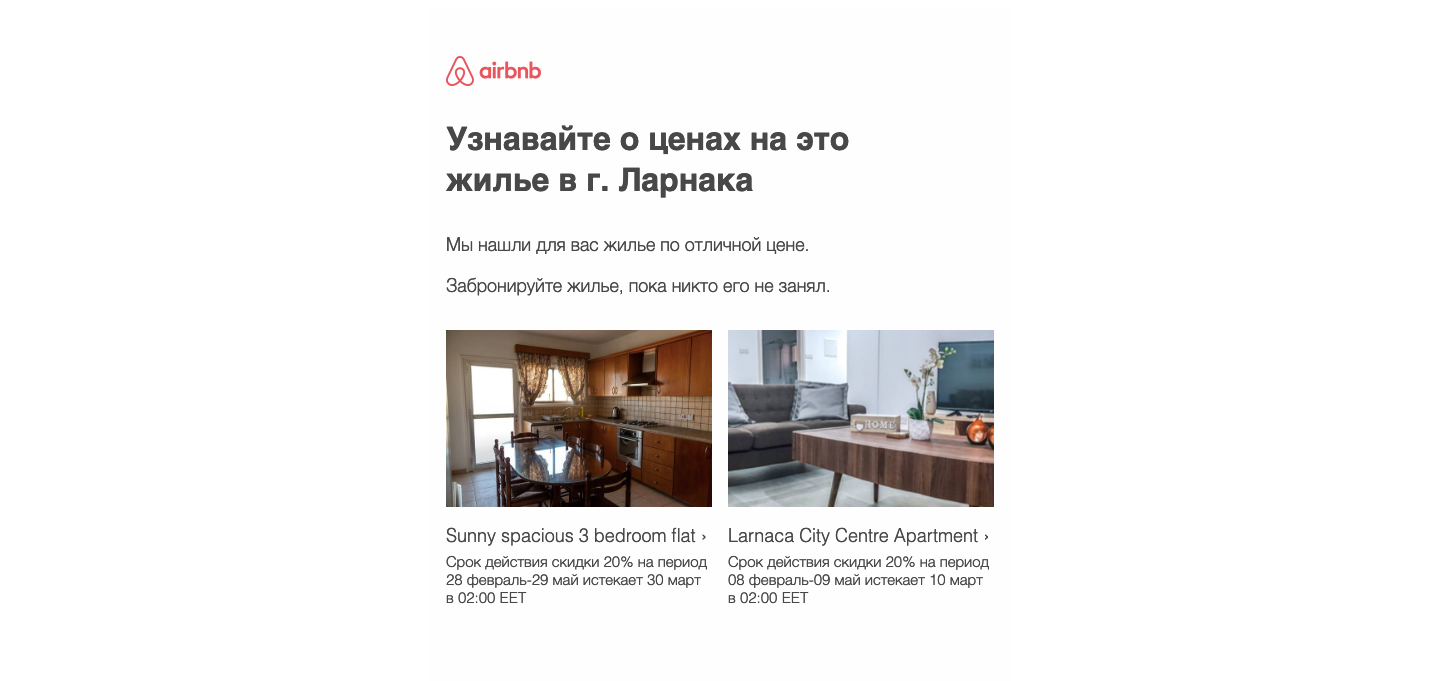 airbnb
Узнавайте о ценах на это
жилье в г. Ларнака
Мы нашли для вас жилье по отличной цене.
Забронируйте жилье, пока никто его не занял.
HOME
Sunny spacious 3 bedroom flat ›
Срок действия скидки 20% на период
28 февраль-29 май истекает 30 март
в 02:00 EET
Larnaca City Centre Apartment ›
Срок действия скидки 20% на период
08 февраль-09 май истекает 10 март
в 02:00 EET